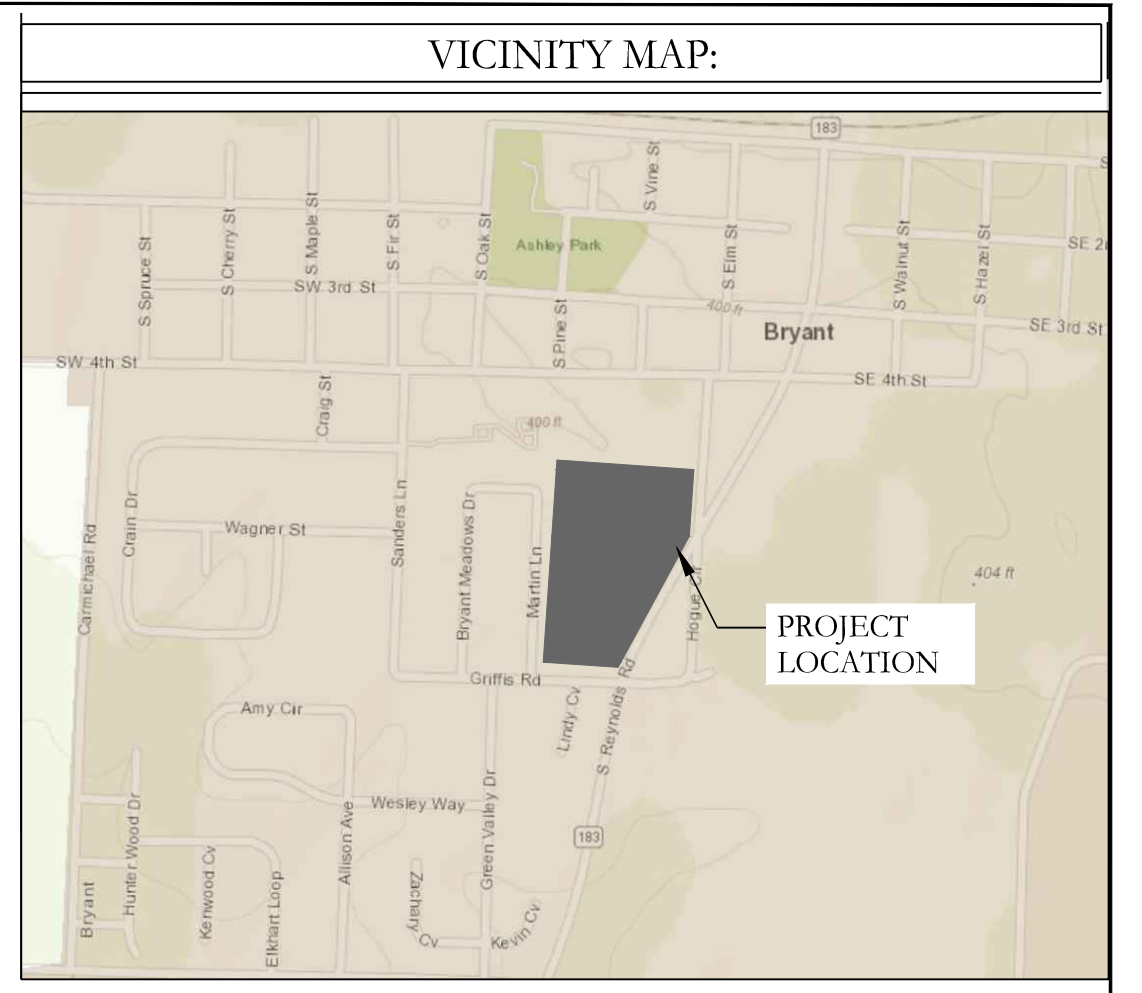 VICINITY MAP:
183
S Vine St
S Maple St
S Cherry St
S Fir St
S Oak St
S Spruce St
Ashley Park
S Elm St
S Walnut St
S Hazel St
SW 3rd St
400 ft
S Pine St
Bryant
SE 3rd St
SW 4th St
SE 4th St
Craig St
400 ft
Crain Dr
Wagner St
Sanders Ln
Bryant Meadows Dr
Martin Ln
Carmichael Rd
Hogue
404 ft
PROJECT
LOCATION
Griffis Rd
Lindy Cv
S Reynolds Rd
Amy Cir
Wesley Way
Green Valley Dr
Allison Ave
183
Hunter Wood Dr
Kenwood Cv
Elkhart Loop
Bryant
Zachary
Cv
Kevin Cv